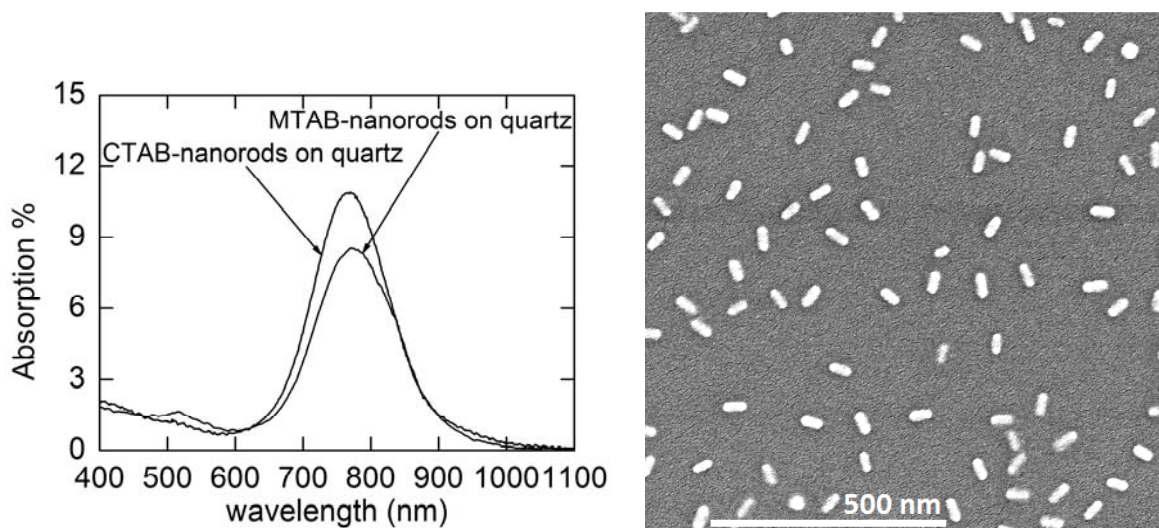 15
12
9
6
3
0
Absorption %
MTAB-nanorods on quartz
CTAB-nanorods on quartz
400 500 600 700 800 900 1000 1100
wavelength (nm)
500 nm